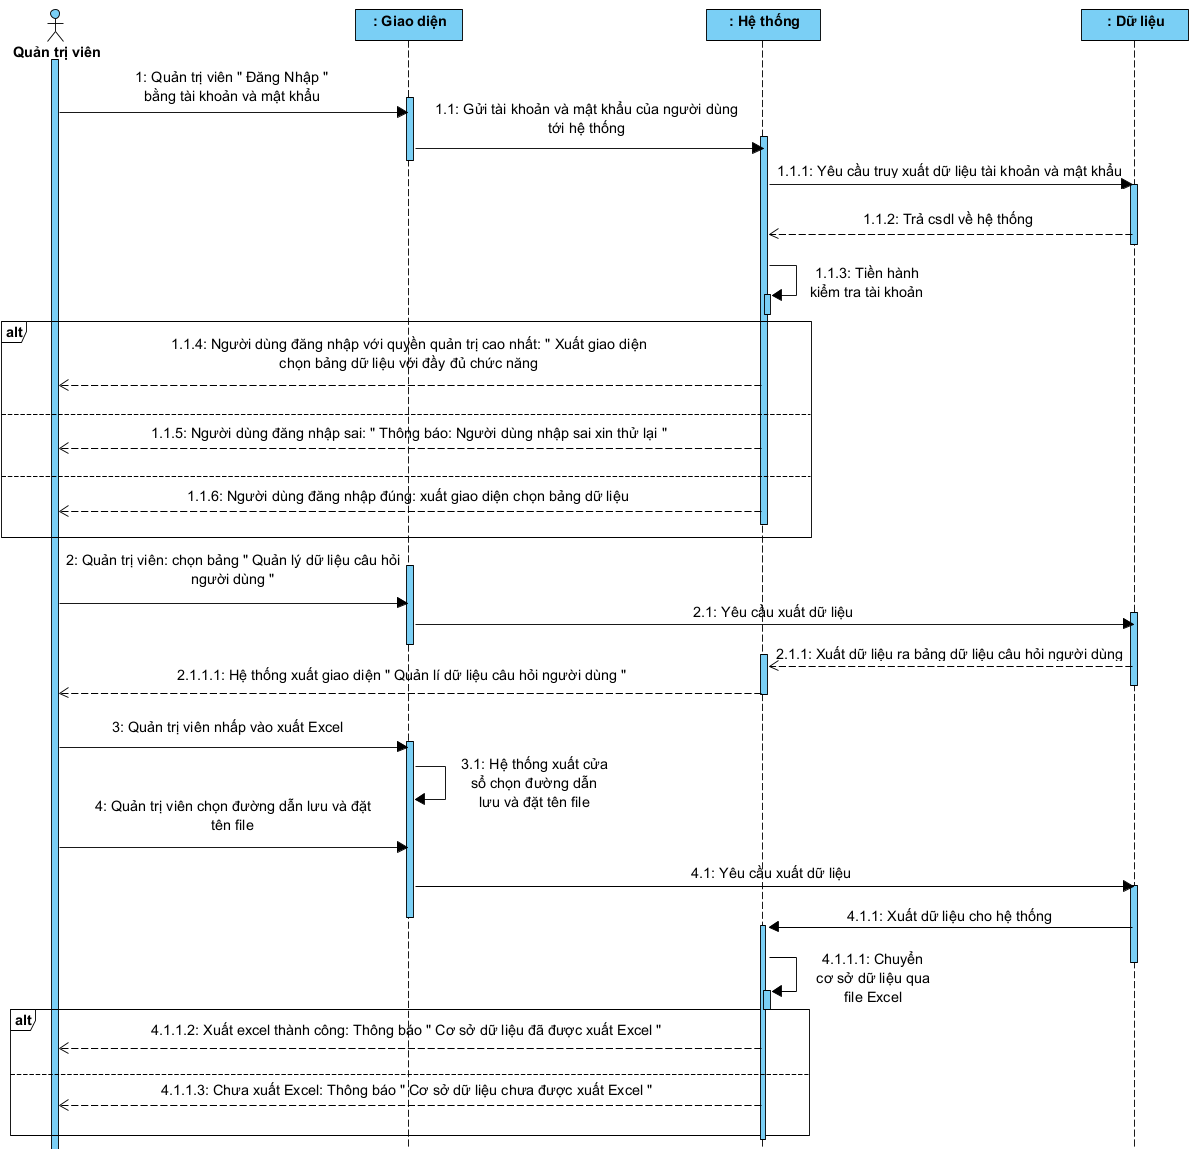 Quản trị viên
: Giao diện
: Hệ thống
: Dữ liệu
1: Quản trị viên " Đăng Nhập "
bằng tài khoản và mật khẩu
1.1: Gửi tài khoản và mật khẩu của người dùng
tới hệ thống
1.1.1: Yêu cầu truy xuất dữ liệu tài khoản và mật khẩu
1.1.2: Trả csdl về hệ thống
1.1.3: Tiền hành
kiểm tra tài khoản
alt
1.1.4: Người dùng đăng nhập với quyền quản trị cao nhất: " Xuất giao diện
chọn bảng dữ liệu với đầy đủ chức năng
1.1.5: Người dùng đăng nhập sai: " Thông báo: Người dùng nhập sai xin thử lại "
1.1.6: Người dùng đăng nhập đúng: xuất giao diện chọn bảng dữ liệu
2: Quản trị viên: chọn bảng " Quản lý dữ liệu câu hỏi
người dùng "
2.1: Yêu cầu xuất dữ liệu
2.1.1: Xuất dữ liệu ra bảng dữ liệu câu hỏi người dùng
2.1.1.1: Hệ thống xuất giao diện " Quản lí dữ liệu câu hỏi người dùng "
3: Quản trị viên nhấp vào xuất Excel
3.1: Hệ thống xuất cửa
sổ chọn đường dẫn
lưu và đặt tên file
4: Quản trị viên chọn đường dẫn lưu và đặt
tên file
4.1: Yêu cầu xuất dữ liệu
4.1.1: Xuất dữ liệu cho hệ thống
4.1.1.1: Chuyển
cơ sở dữ liệu qua
file Excel
alt
4.1.1.2: Xuất excel thành công: Thông báo " Cơ sở dữ liệu đã được xuất Excel "
4.1.1.3: Chưa xuất Excel: Thông báo " Cơ sở dữ liệu chưa được xuất Excel "